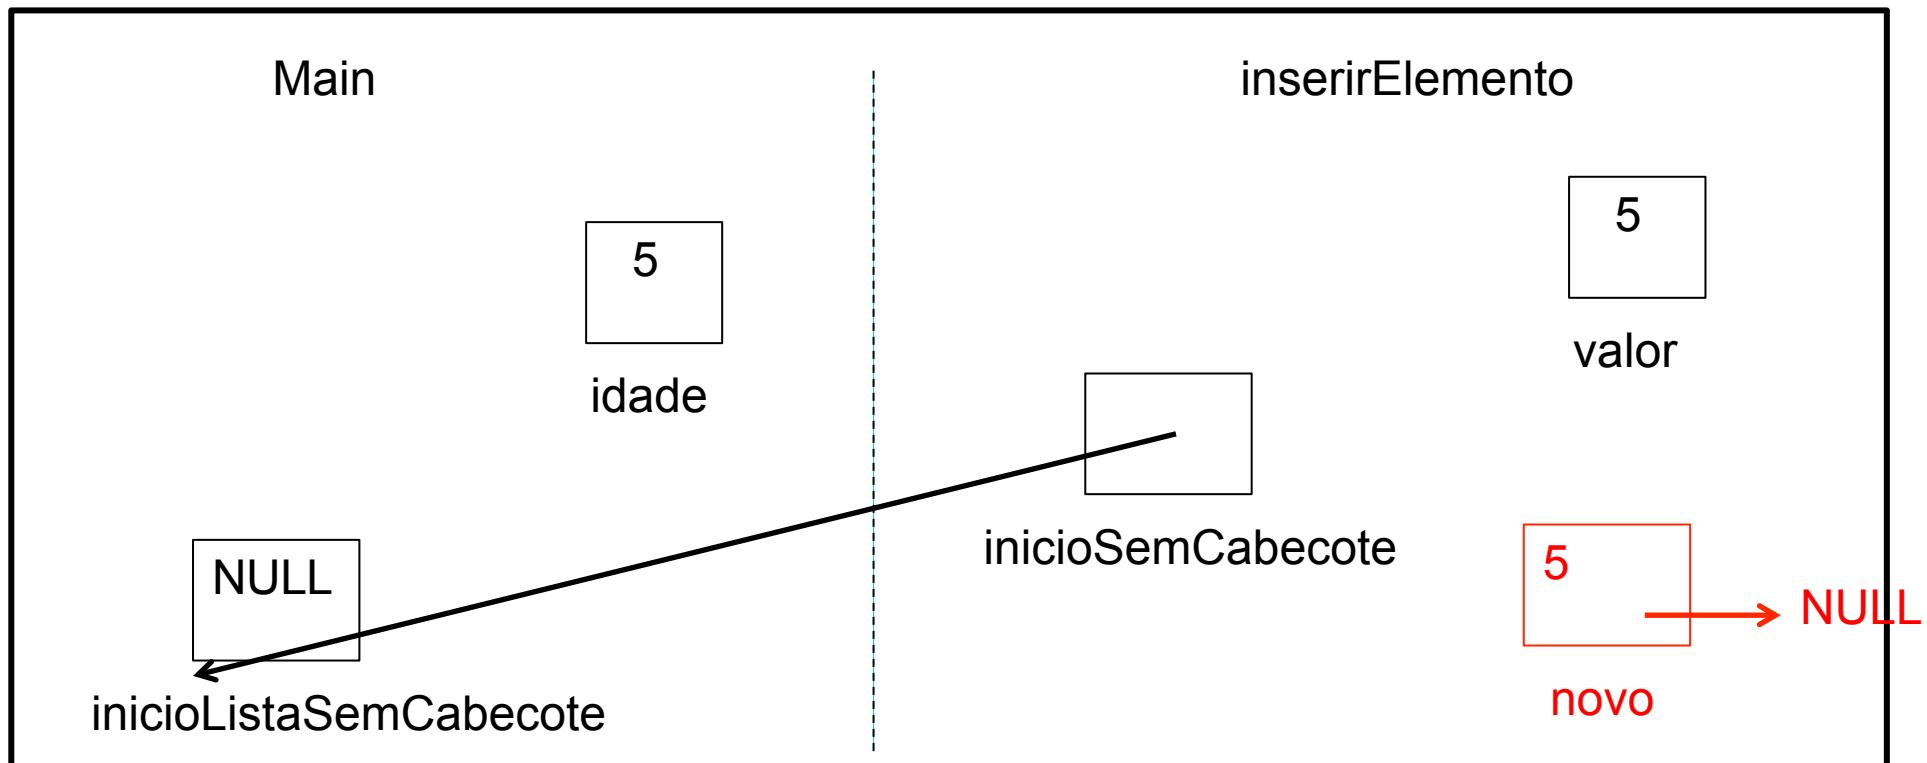 Main
inserirElemento
5
idade
5
valor
inicioSemCabecote
NULL
inicioListaSemCabecote
5
NULL
novo